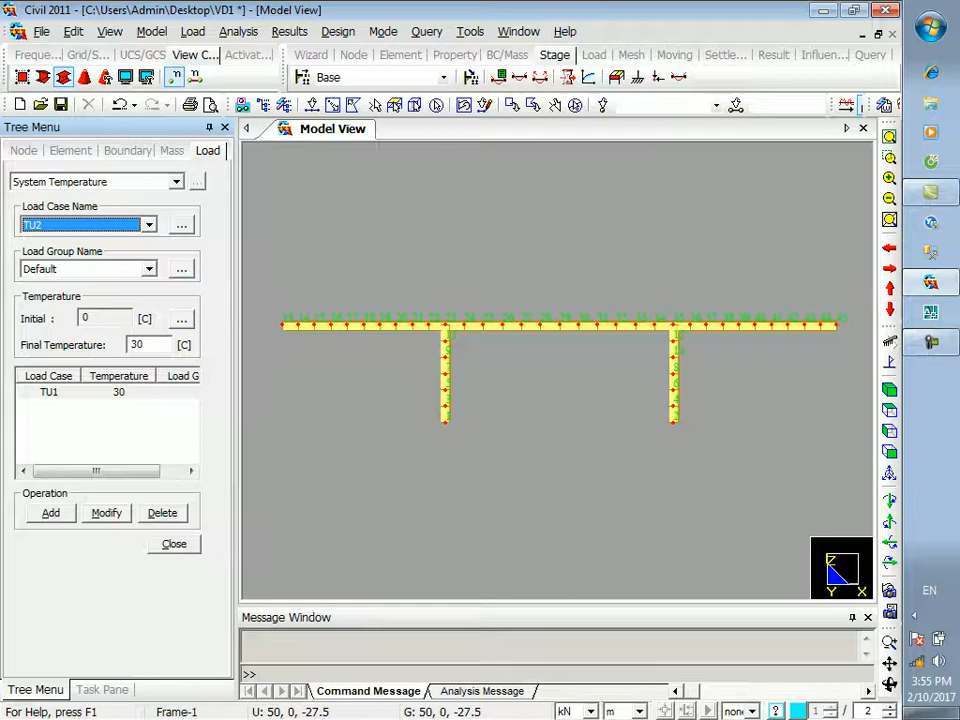 Civil 2011 - [C:\Users\Admin\Desktop\VD1 *] - [Model View]
File Edit View Model Load Analysis Results Design Mode Query Tools Window Help
Freque... Grid/S... UCS/GCS View C... Activat... Wizard Node Element Property BC/Mass Stage Load Mesh Moving Settle... Result Influen... Query
Base
Tree Menu
Model View
Node Element Boundary Mass Load
System Temperature
Load Case Name
TU2
Load Group Name
Default
Temperature
Initial : 0 [C]
Final Temperature: 30 [C]
Load Case Temperature Load G
TU1 30
Operation
Add Modify Delete
Close
Z
Y X
Message Window
>>
Tree Menu Task Pane
Command Message Analysis Message
For Help, press F1 Frame-1 U: 50, 0, -27.5 G: 50, 0, -27.5 kN m none 1 / 2
EN
3:55 PM
2/10/2017